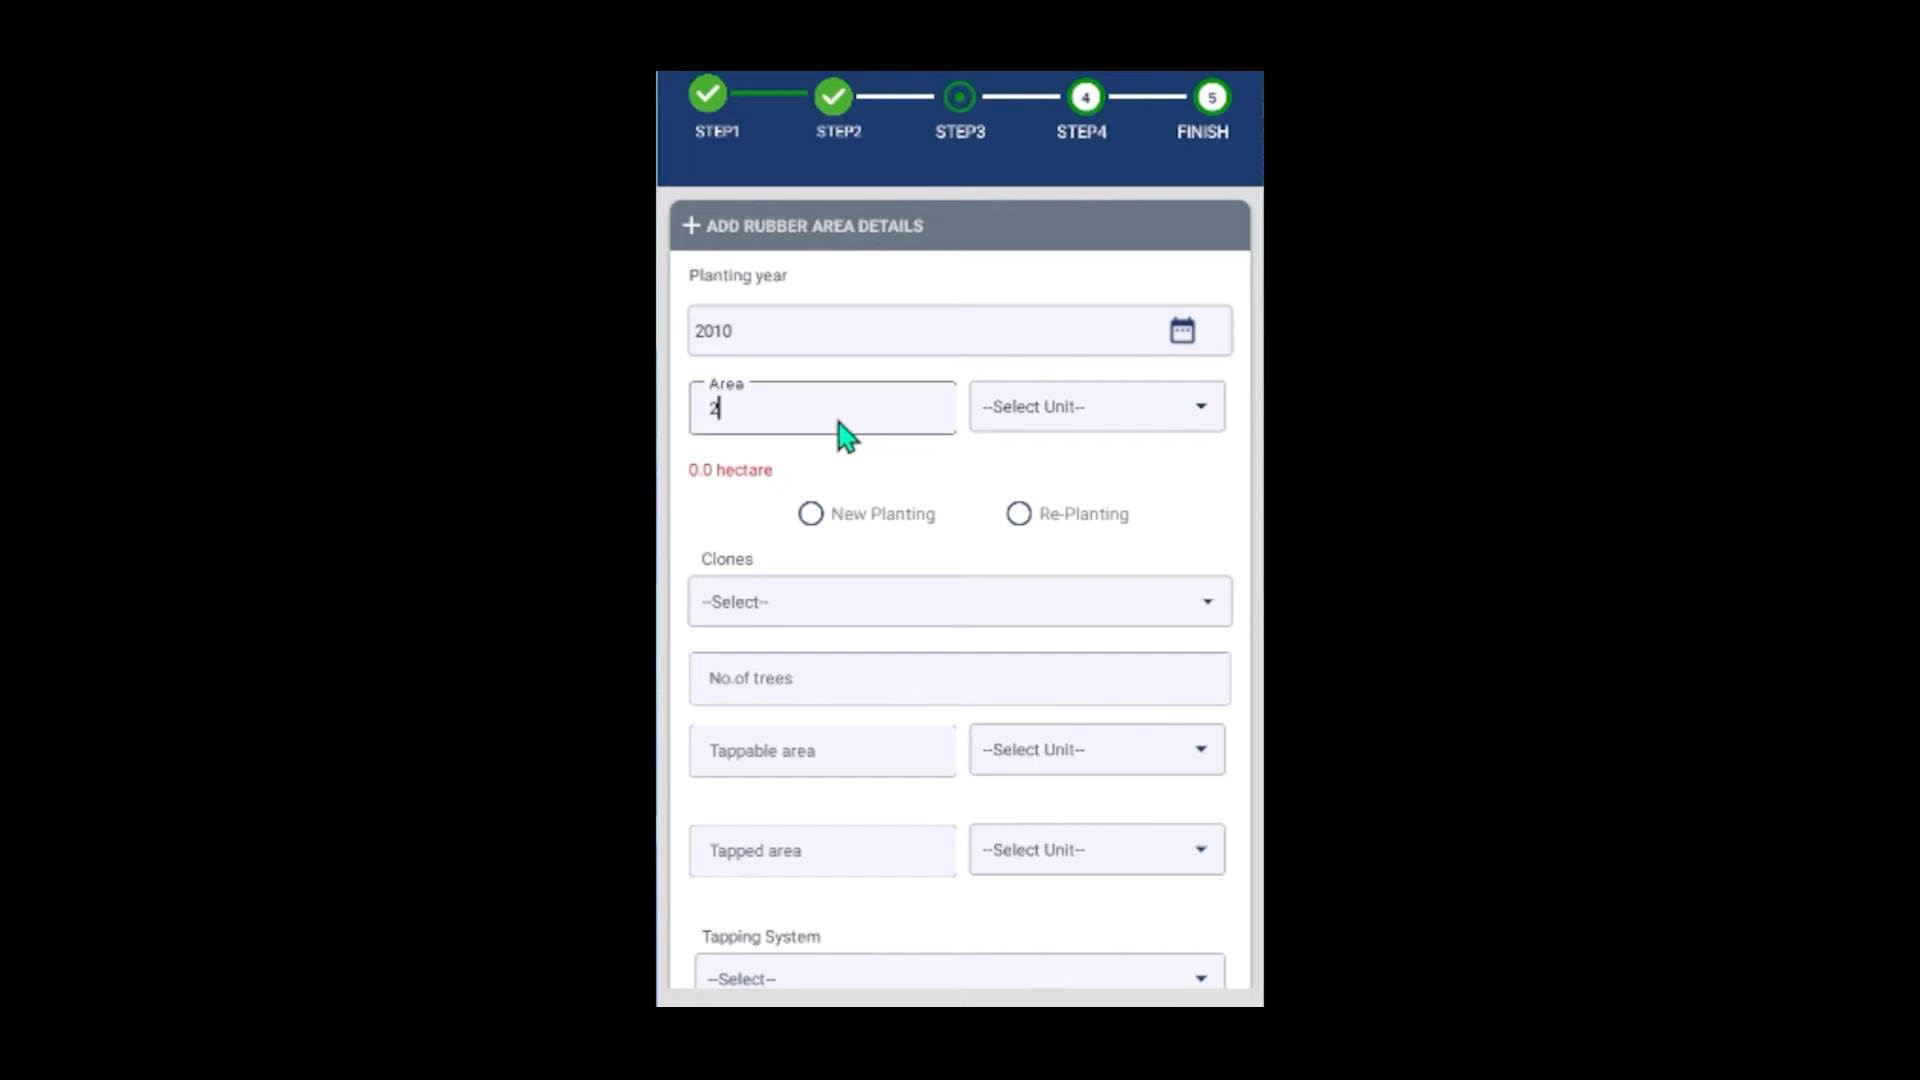 4
5
STEP1
STEP2
STEP3
STEP4
FINISH
ADD RUBBER AREA DETAILS
Planting year
2010
Area
2
--Select Unit--
0.0 hectare
New Planting
Re-Planting
Clones
--Select--
No.of trees
Tappable area
--Select Unit--
Tapped area
--Select Unit--
Tapping System
--Select--